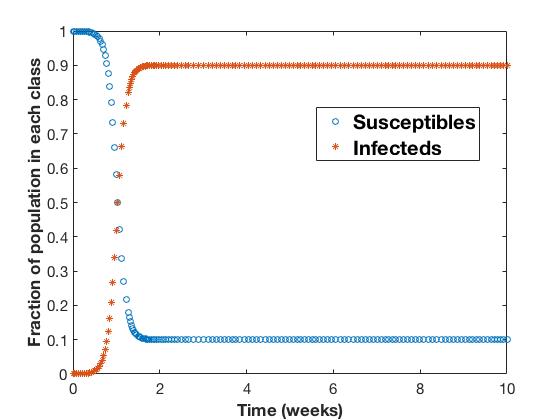 Fraction of population in each class
1
0.9
0.8
0.7
0.6
0.5
0.4
0.3
0.2
0.1
0
Susceptibles
Infecteds
0 2 4 6 8 10
Time (weeks)